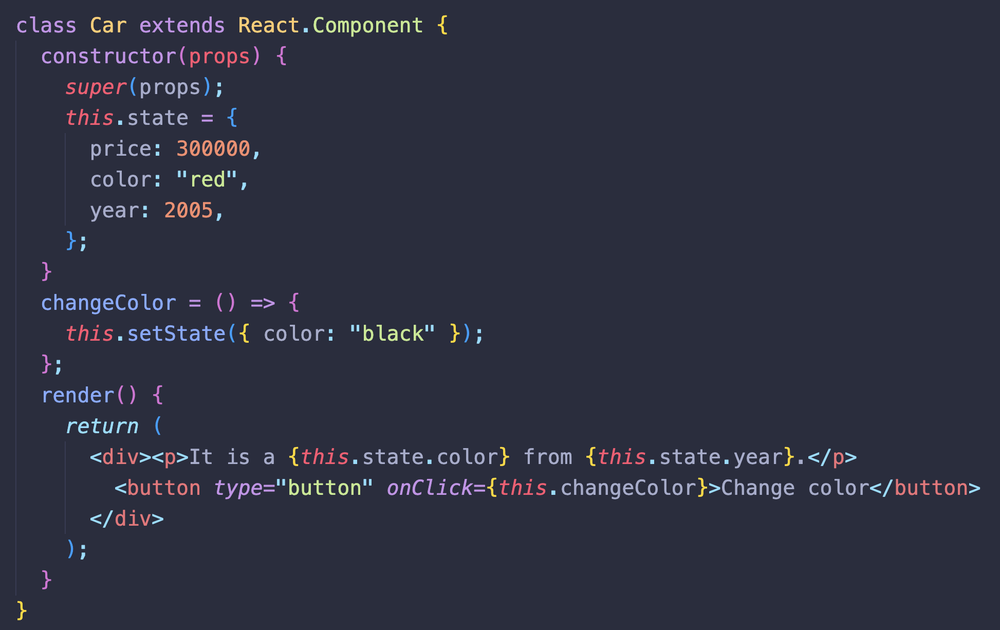 class Car extends React.Component {
  constructor(props) {
    super(props);
    this.state = {
      price: 300000,
      color: "red",
      year: 2005,
    };
  }
  changeColor = () => {
    this.setState({ color: "black" });
  };
  render() {
    return (
      <div><p>It is a {this.state.color} from {this.state.year}.</p>
        <button type="button" onClick={this.changeColor}>Change color</button>
      </div>
    );
  }
}